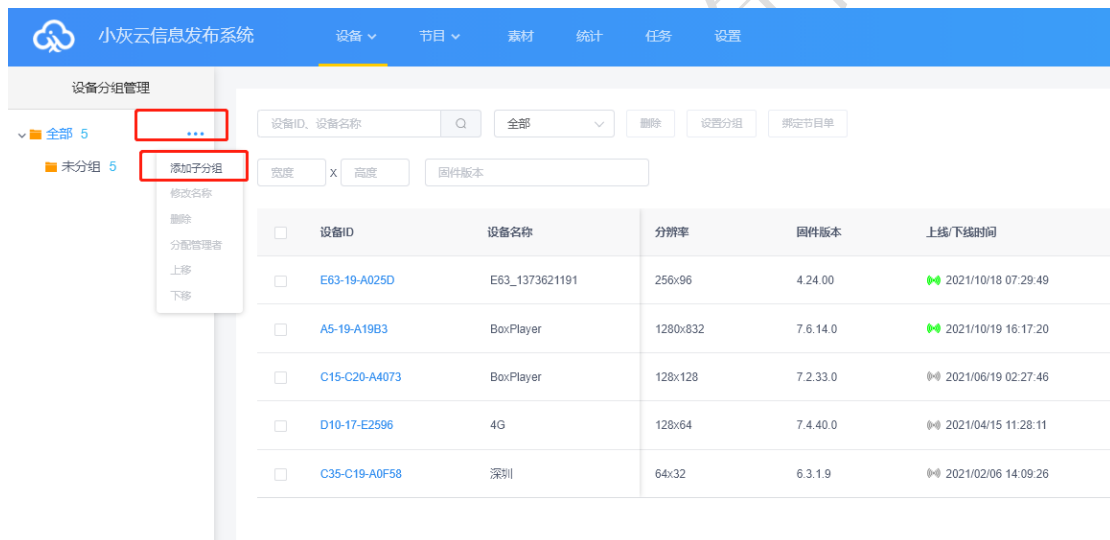 小灰云信息发布系统 设备 节目 素材 统计 任务 设置
设备分组管理
全部 5
未分组 5
添加子分组
修改名称
删除
分配管理者
上移
下移
设备ID、设备名称 全部 删除 设置分组 绑定节目单
宽度 X 高度 固件版本
设备ID 设备名称 分辨率 固件版本 上线/下线时间
E63-19-A025D E63_1373621191 256x96 4.24.00 2021/10/18 07:29:49
A5-19-A19B3 BoxPlayer 1280x832 7.6.14.0 2021/10/19 16:17:20
C15-C20-A4073 BoxPlayer 128x128 7.2.33.0 2021/06/19 02:27:46
D10-17-E2596 4G 128x64 7.4.40.0 2021/04/15 11:28:11
C35-C19-A0F58 深圳 64x32 6.3.1.9 2021/02/06 14:09:26